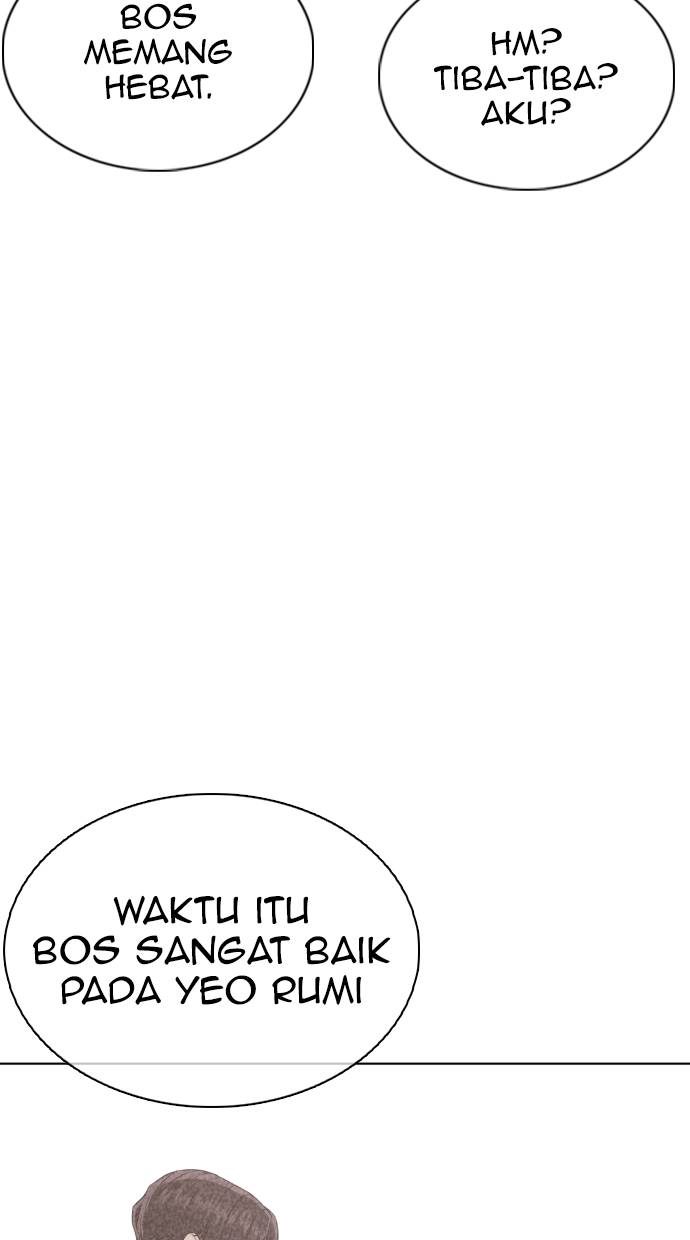 BOS
MEMANG
HEBAT.
HM?
TIBA-TIBA?
AKU?
WAKTU ITU
BOS SANGAT BAIK
PADA YEO RUMI